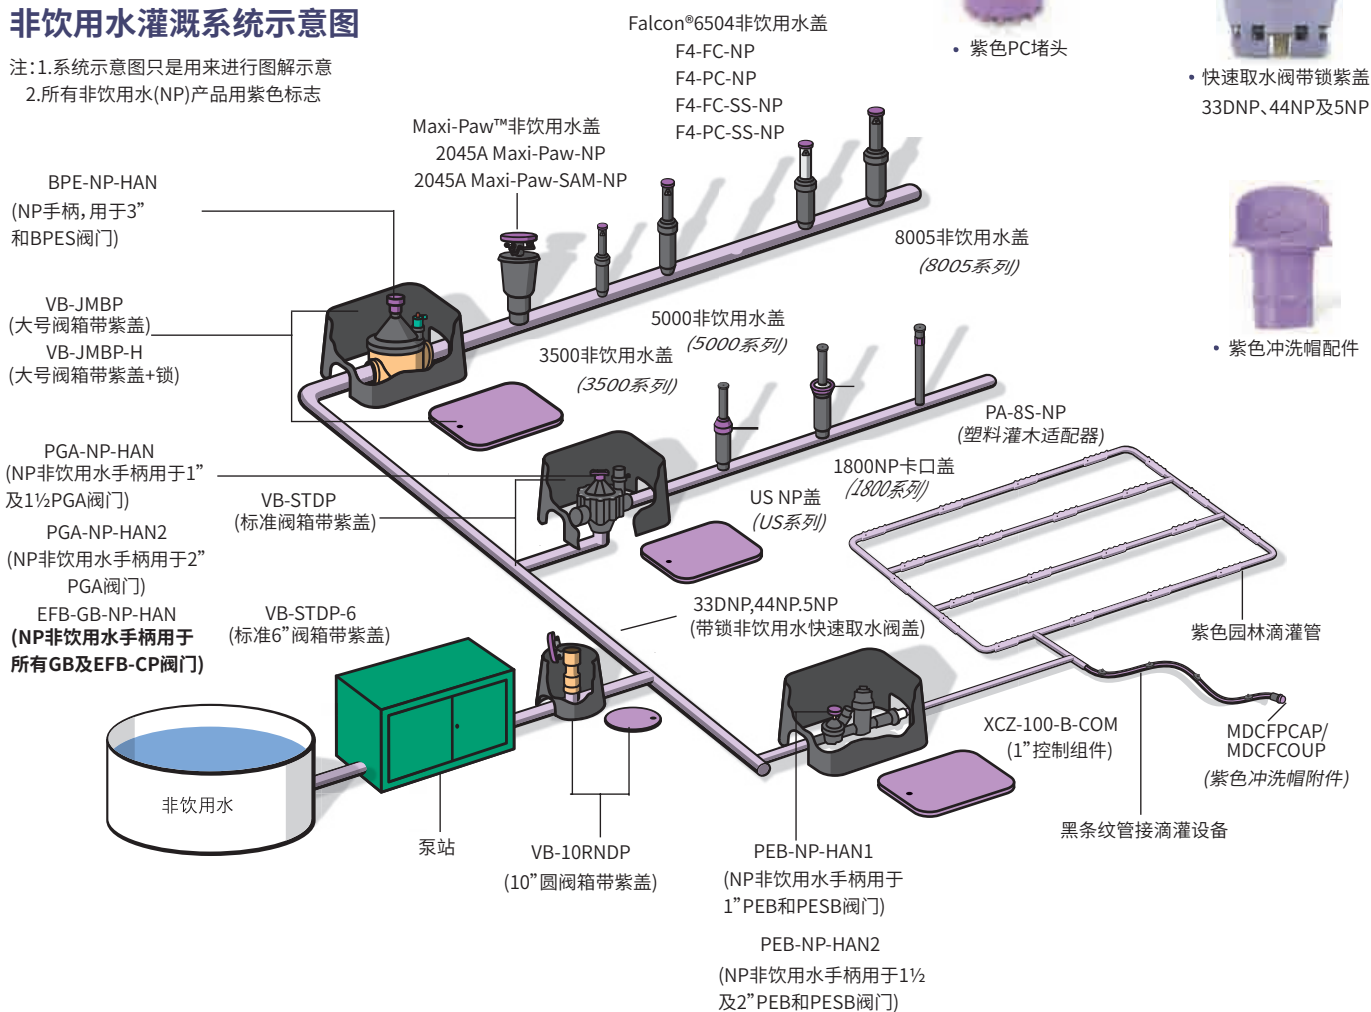 非饮用水灌溉系统示意图
注：1.系统示意图只是用来进行图解示意
2.所有非饮用水(NP)产品用紫色标志
Falcon®6504非饮用水盖
F4-FC-NP
F4-PC-NP
F4-FC-SS-NP
F4-PC-SS-NP
• 紫色PC堵头
• 快速取水阀带锁紫盖
33DNP、44NP及5NP
Maxi-Paw™非饮用水盖
2045A Maxi-Paw-NP
2045A Maxi-Paw-SAM-NP
BPE-NP-HAN
(NP手柄，用于3”
和BPES阀门)
8005非饮用水盖
(8005系列)
VB-JMBP
(大号阀箱带紫盖)
VB-JMBP-H
(大号阀箱带紫盖+锁)
5000非饮用水盖
(5000系列)
3500非饮用水盖
(3500系列)
• 紫色冲洗帽配件
PA-8S-NP
(塑料灌木适配器)
PGA-NP-HAN
(NP非饮用水手柄用于1”
及1½PGA阀门)
VB-STDP
(标准阀箱带紫盖)
1800NP卡口盖
(1800系列)
US NP盖
(US系列)
PGA-NP-HAN2
(NP非饮用水手柄用于2”
PGA阀门)
EFB-GB-NP-HAN
(NP非饮用水手柄用于
所有GB及EFB-CP阀门)
VB-STDP-6
(标准6”阀箱带紫盖)
33DNP,44NP.5NP
(带锁非饮用水快速取水阀盖)
紫色园林滴灌管
XCZ-100-B-COM
(1”控制组件)
MDCFPCAP/
MDCFCOUP
(紫色冲洗帽附件)
非饮用水
泵站
黑条纹管接滴灌设备
VB-10RNDP
(10”圆阀箱带紫盖)
PEB-NP-HAN1
(NP非饮用水手柄用于
1”PEB和PESB阀门)
PEB-NP-HAN2
(NP非饮用水手柄用于1½
及2”PEB和PESB阀门)